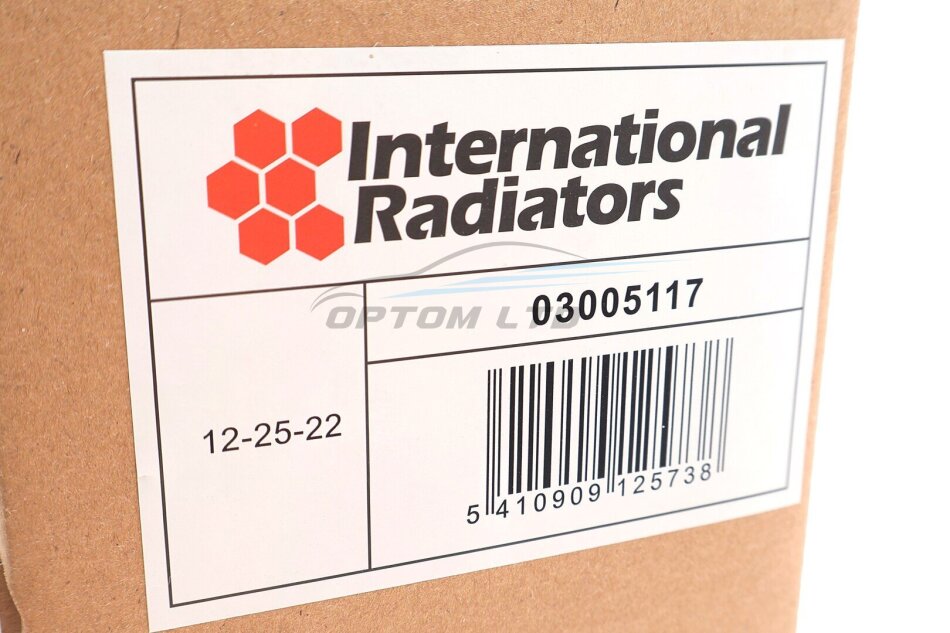 International
Radiators
03005117
OPTOM LTD
12-25-22
5 410909 125738